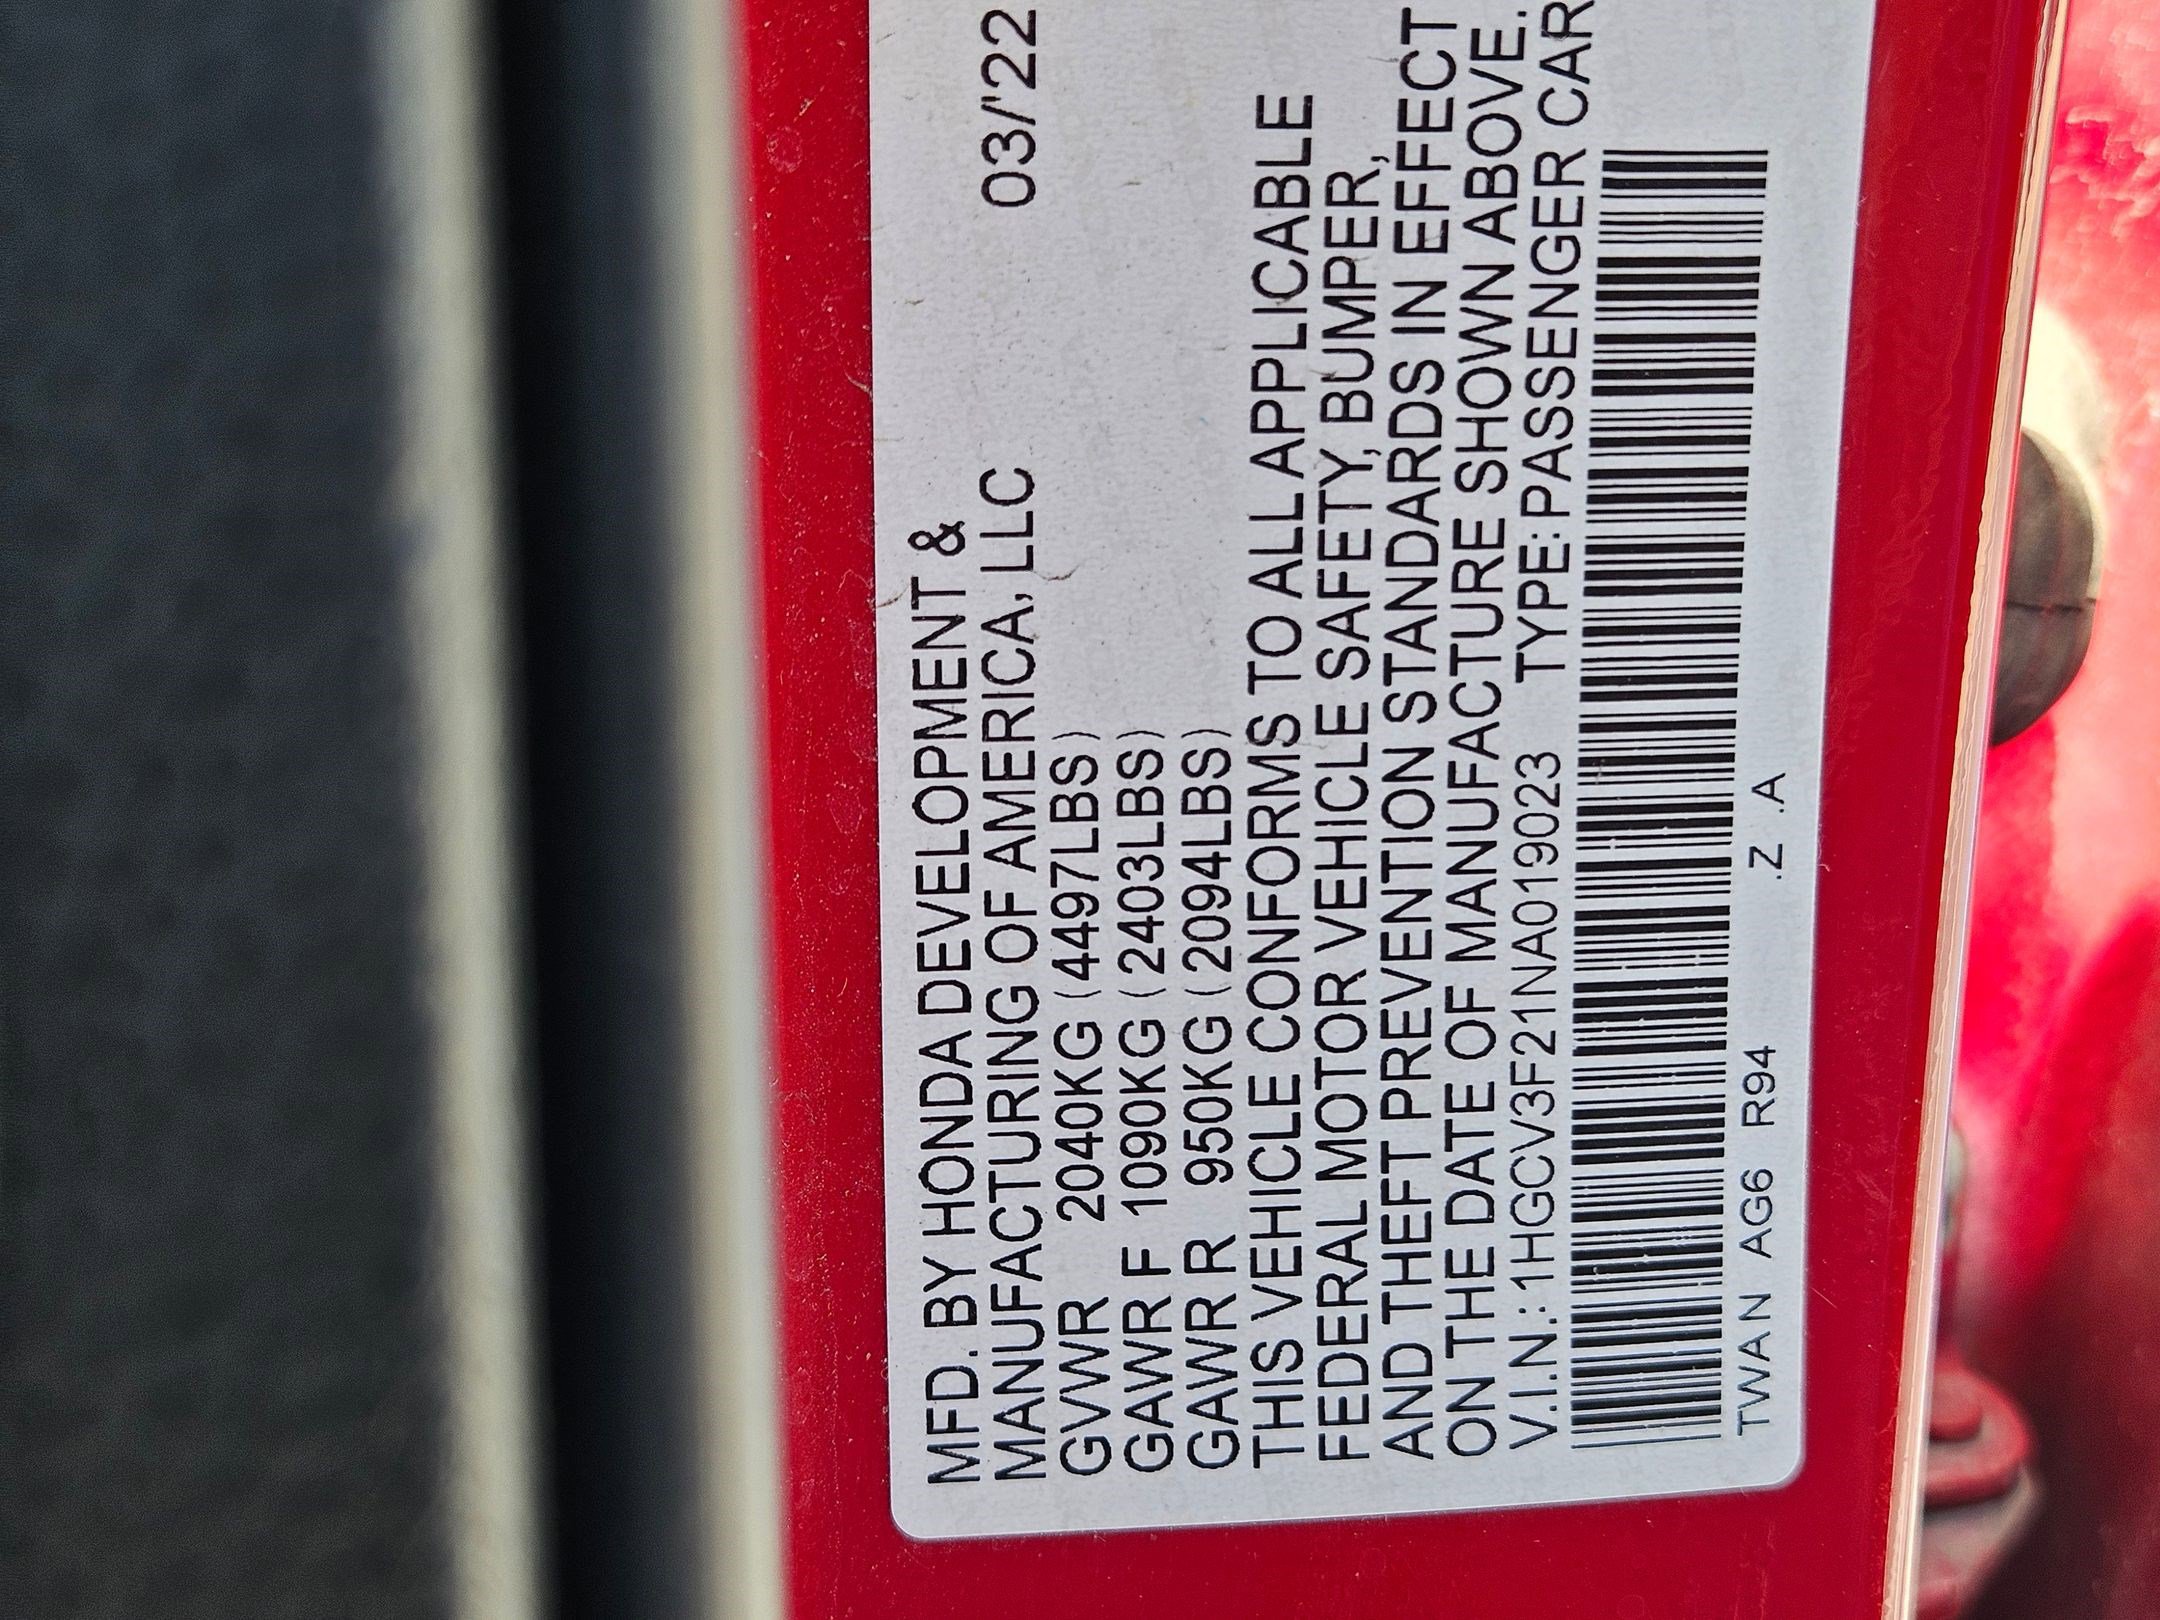 MFD. BY HONDA DEVELOPMENT &
MANUFACTURING OF AMERICA, LLC 03/'22
GVWR 2040KG (4497LBS)
GAWR F 1090KG (2403LBS)
GAWR R 950KG (2094LBS)
THIS VEHICLE CONFORMS TO ALL APPLICABLE
FEDERAL MOTOR VEHICLE SAFETY, BUMPER,
AND THEFT PREVENTION STANDARDS IN EFFECT
ON THE DATE OF MANUFACTURE SHOWN ABOVE.
V.I.N.:1HGCV3F21NA019023 TYPE:PASSENGER CAR
TWAN AG6 R94 .Z .A